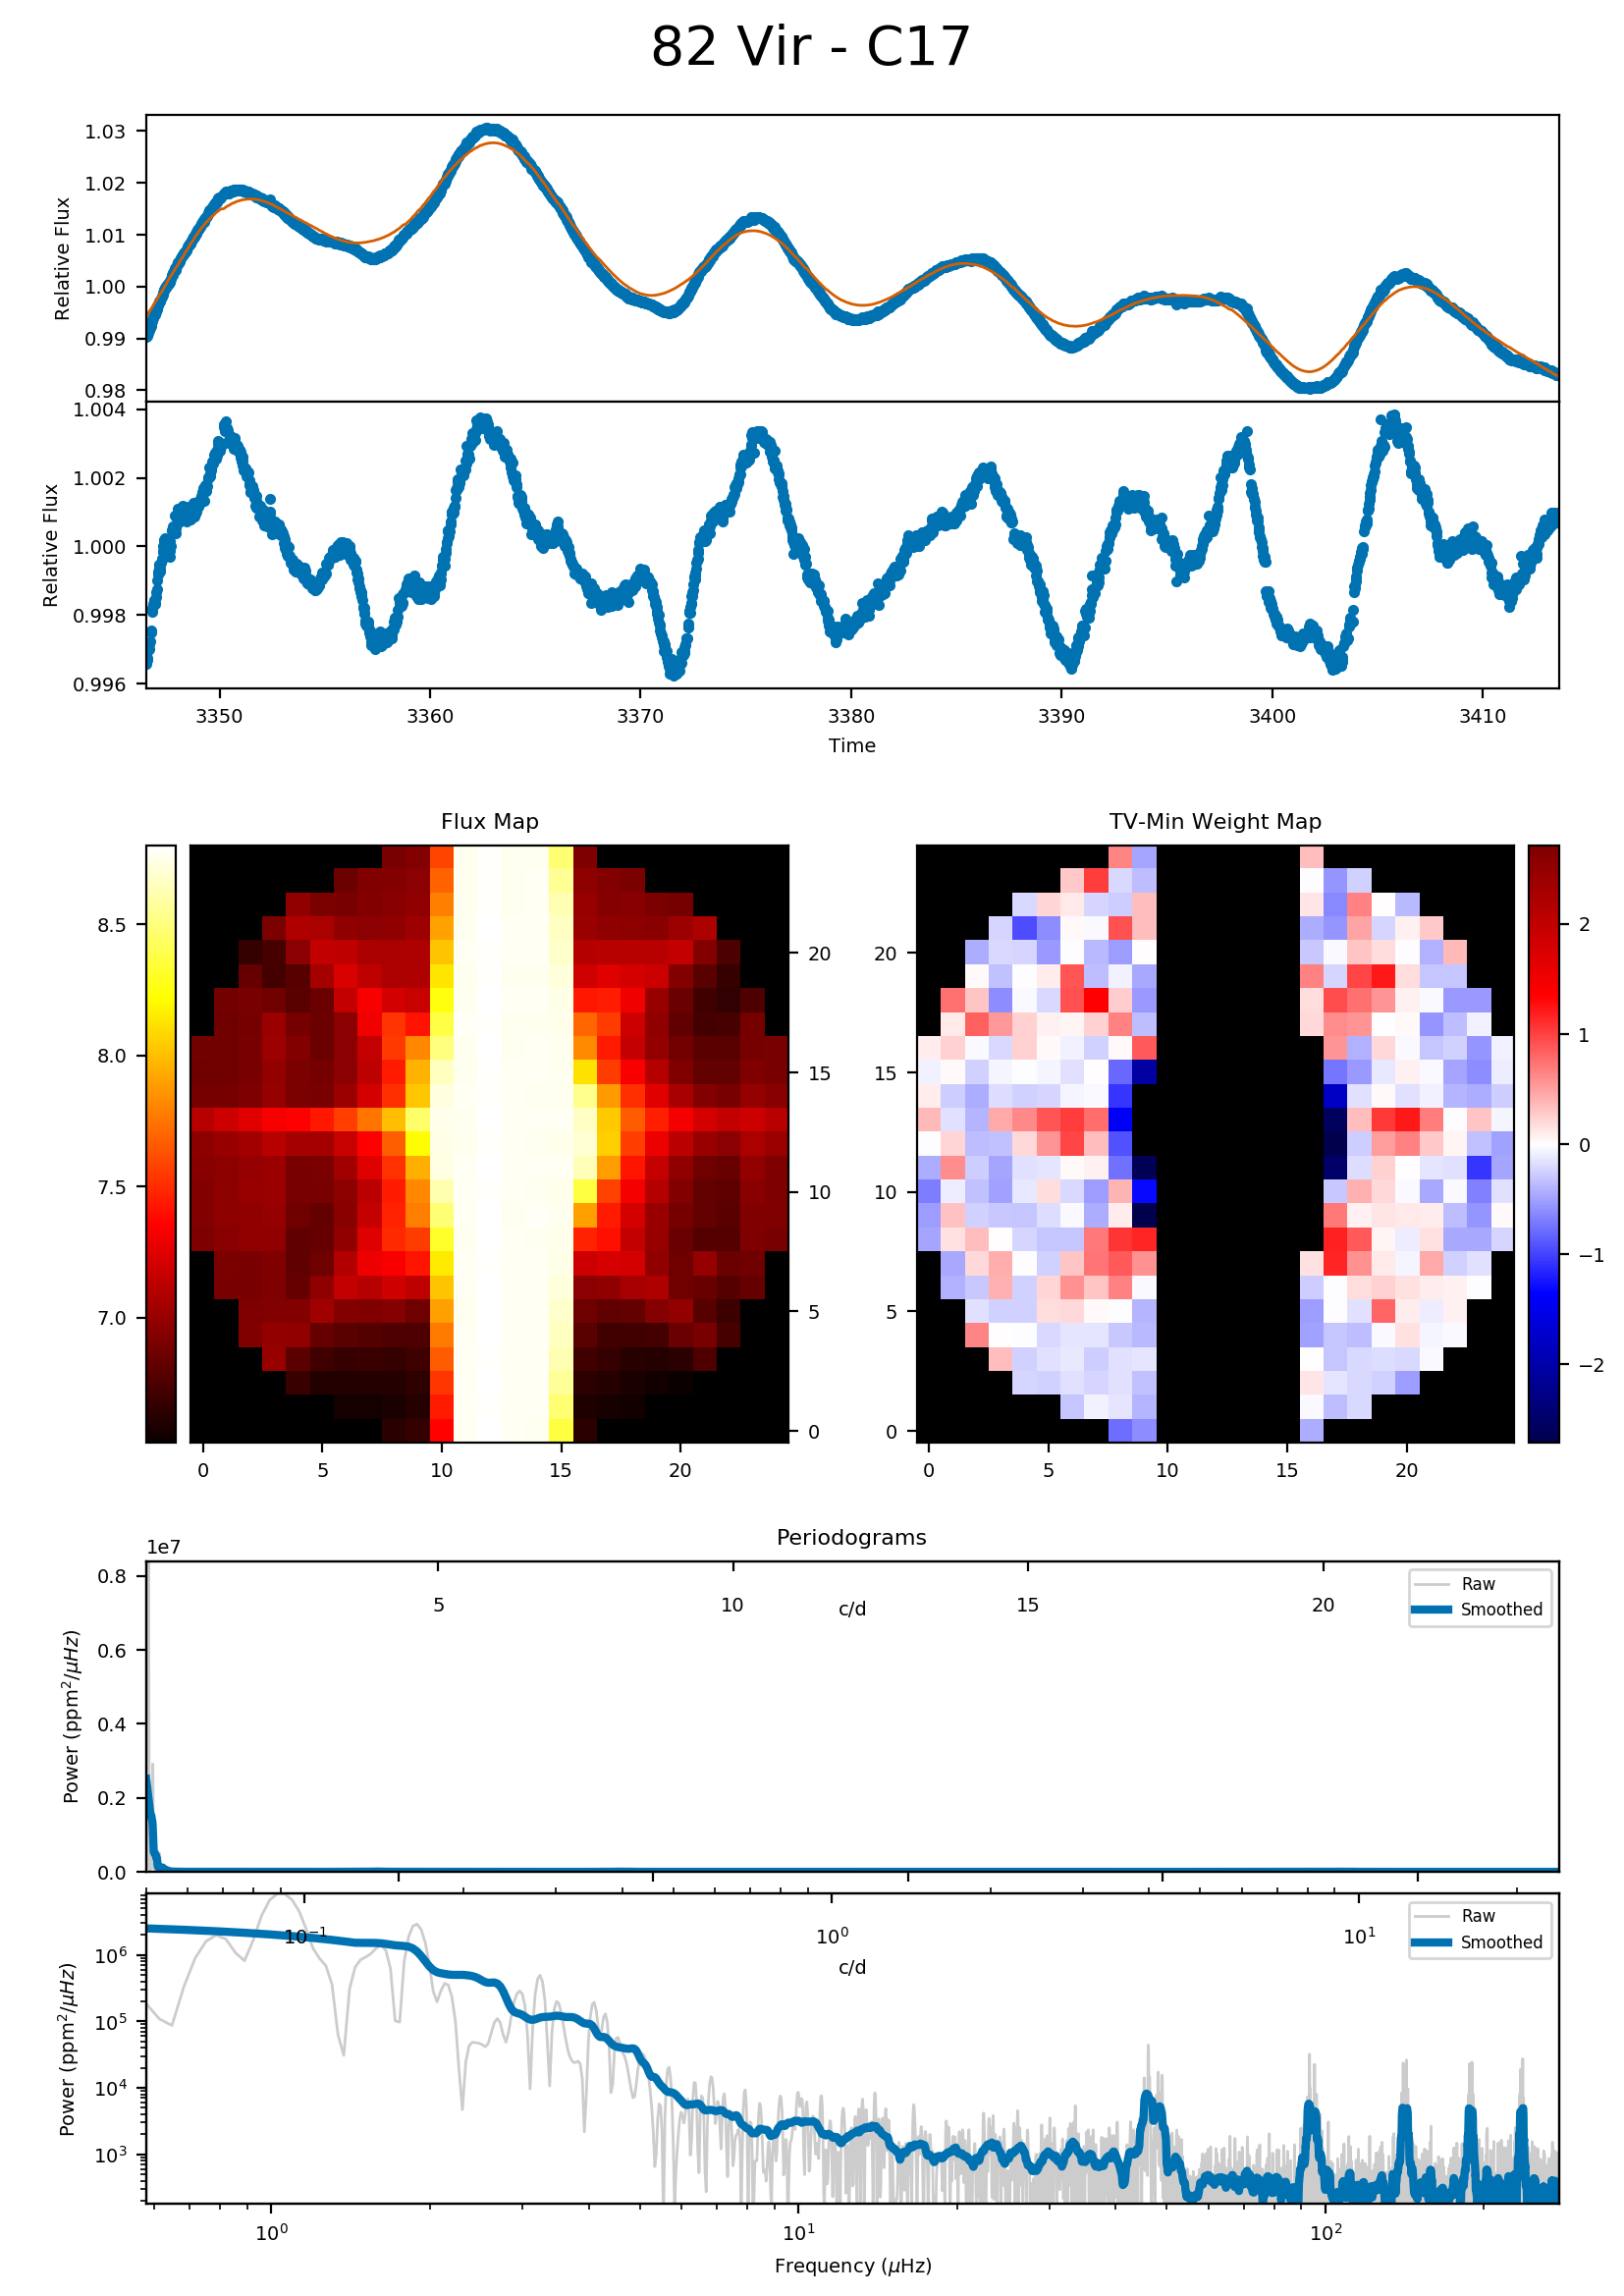 82 Vir - C17
1.03
1.02
1.01
1.00
0.99
0.98
Relative Flux
1.004
1.002
1.000
0.998
0.996
Relative Flux
3350 3360 3370 3380 3390 3400 3410
Time
Flux Map
TV-Min Weight Map
8.5
8.0
7.5
7.0
20
15
10
5
0
0 5 10 15 20
20
15
10
5
0
0 5 10 15 20
2
1
0
−1
−2
Periodograms
1e7
0.8
0.6
0.4
0.2
0.0
Power (ppm²/μHz)
5 10 15 20
c/d
Raw
Smoothed
10⁶
10⁵
10⁴
10³
Power (ppm²/μHz)
10⁻¹ 10⁰ 10¹
c/d
Raw
Smoothed
10⁰ 10¹ 10²
Frequency (μHz)